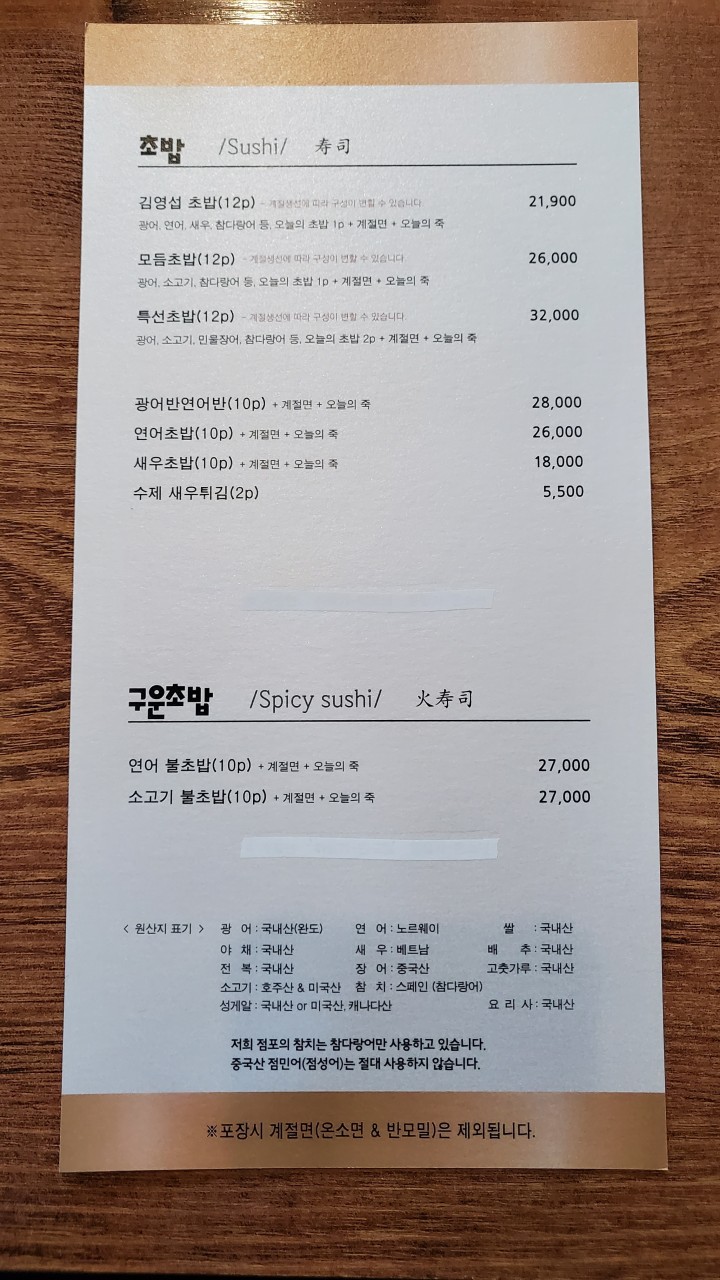 초밥 /Sushi/ 寿司
김영섭 초밥(12p) - 계절생선에 따라 구성이 변할 수 있습니다. 21,900
광어, 연어, 새우, 참다랑어 등, 오늘의 초밥 1p + 계절면 + 오늘의 죽
모듬초밥(12p) - 계절생선에 따라 구성이 변할 수 있습니다. 26,000
광어, 소고기, 참다랑어 등, 오늘의 초밥 1p + 계절면 + 오늘의 죽
특선초밥(12p) - 계절생선에 따라 구성이 변할 수 있습니다. 32,000
광어, 소고기, 민물장어, 참다랑어 등, 오늘의 초밥 2p + 계절면 + 오늘의 죽
광어반연어반(10p) + 계절면 + 오늘의 죽 28,000
연어초밥(10p) + 계절면 + 오늘의 죽 26,000
새우초밥(10p) + 계절면 + 오늘의 죽 18,000
수제 새우튀김(2p) 5,500
구운초밥 /Spicy sushi/ 火寿司
연어 불초밥(10p) + 계절면 + 오늘의 죽 27,000
소고기 불초밥(10p) + 계절면 + 오늘의 죽 27,000
< 원산지 표기 > 광 어 : 국내산(완도) 연 어 : 노르웨이 쌀 : 국내산
야 채 : 국내산 새 우 : 베트남 배 추 : 국내산
전 복 : 국내산 장 어 : 중국산 고춧가루 : 국내산
소고기 : 호주산 & 미국산 참 치 : 스페인 (참다랑어)
성게알 : 국내산 or 미국산, 캐나다산 요 리 사 : 국내산
저희 점포의 참치는 참다랑어만 사용하고 있습니다.
중국산 점민어(점성어)는 절대 사용하지 않습니다.
※포장시 계절면(온소면 & 반모밀)은 제외됩니다.